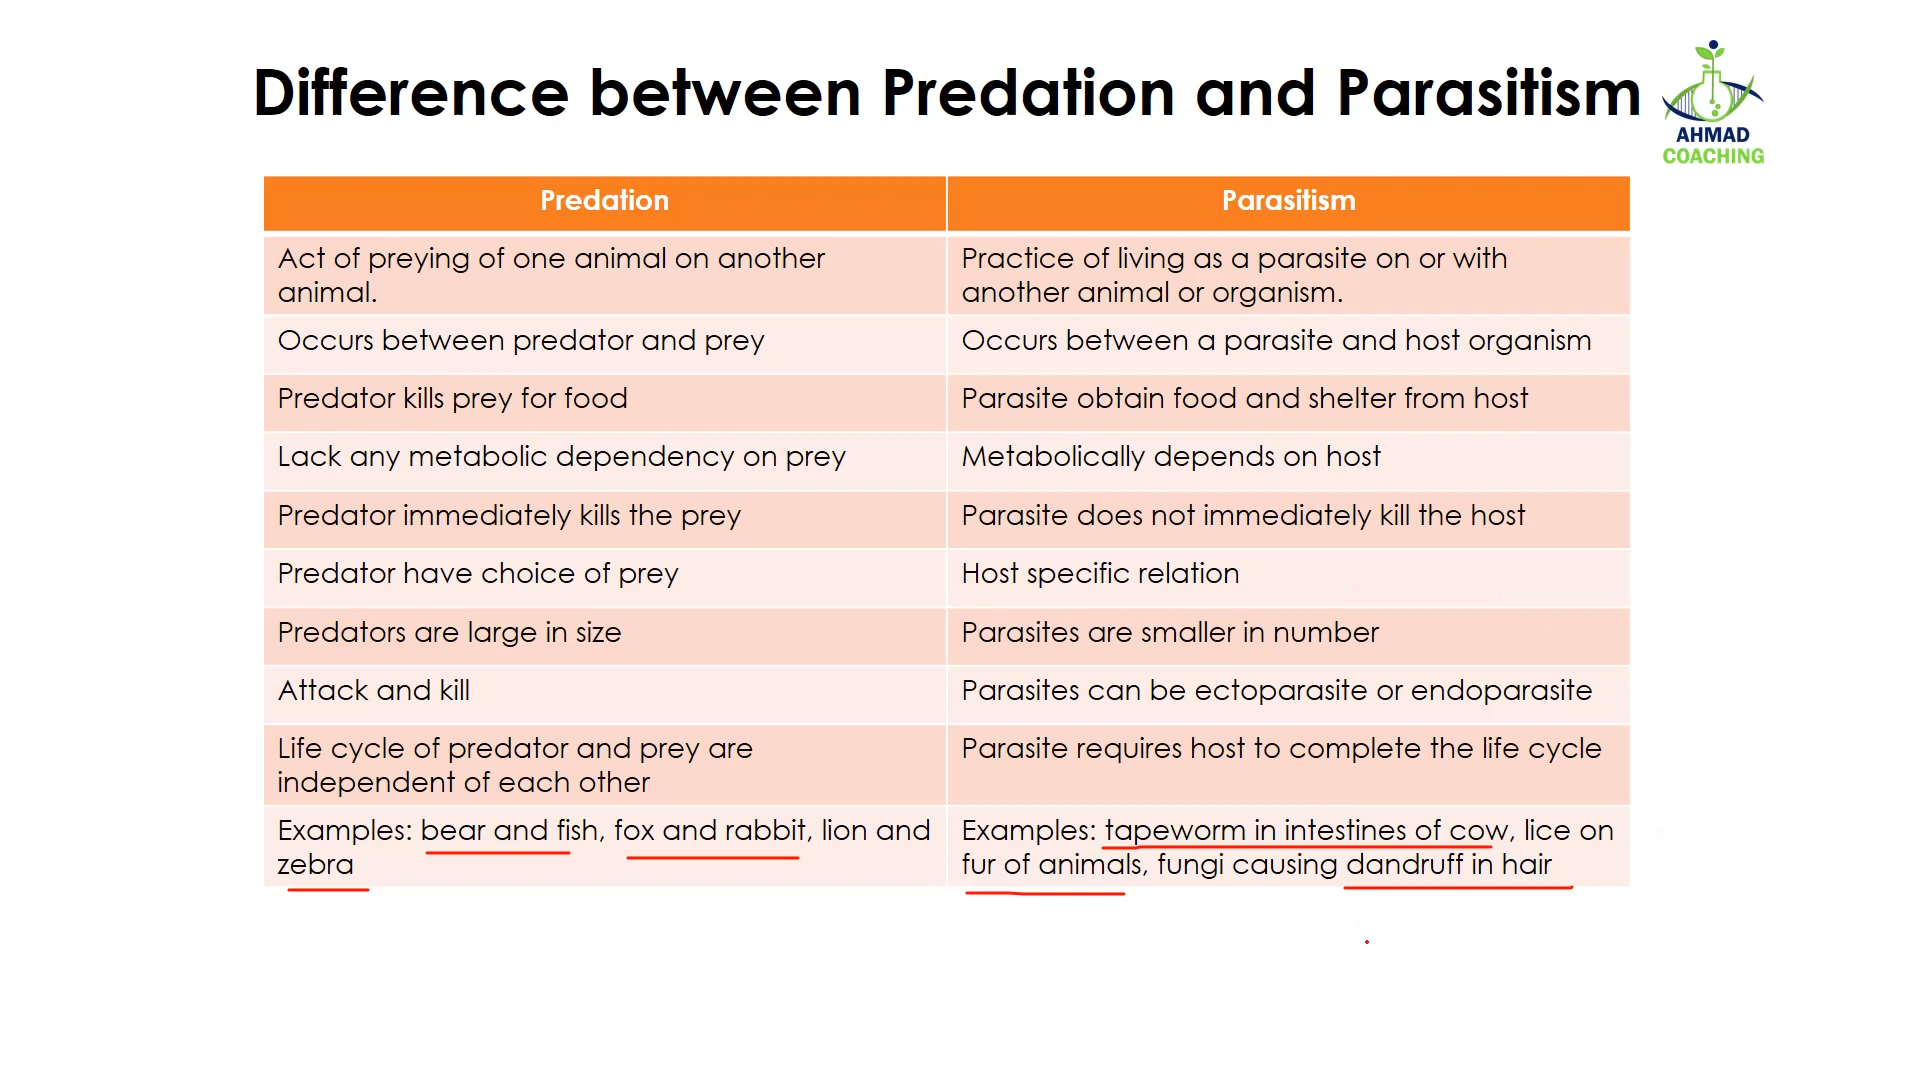 Difference between Predation and Parasitism
AHMAD
COACHING
Predation
Parasitism
Act of preying of one animal on another
animal.
Practice of living as a parasite on or with
another animal or organism.
Occurs between predator and prey
Occurs between a parasite and host organism
Predator kills prey for food
Parasite obtain food and shelter from host
Lack any metabolic dependency on prey
Metabolically depends on host
Predator immediately kills the prey
Parasite does not immediately kill the host
Predator have choice of prey
Host specific relation
Predators are large in size
Parasites are smaller in number
Attack and kill
Parasites can be ectoparasite or endoparasite
Life cycle of predator and prey are
independent of each other
Parasite requires host to complete the life cycle
Examples: bear and fish, fox and rabbit, lion and
zebra
Examples: tapeworm in intestines of cow, lice on
fur of animals, fungi causing dandruff in hair